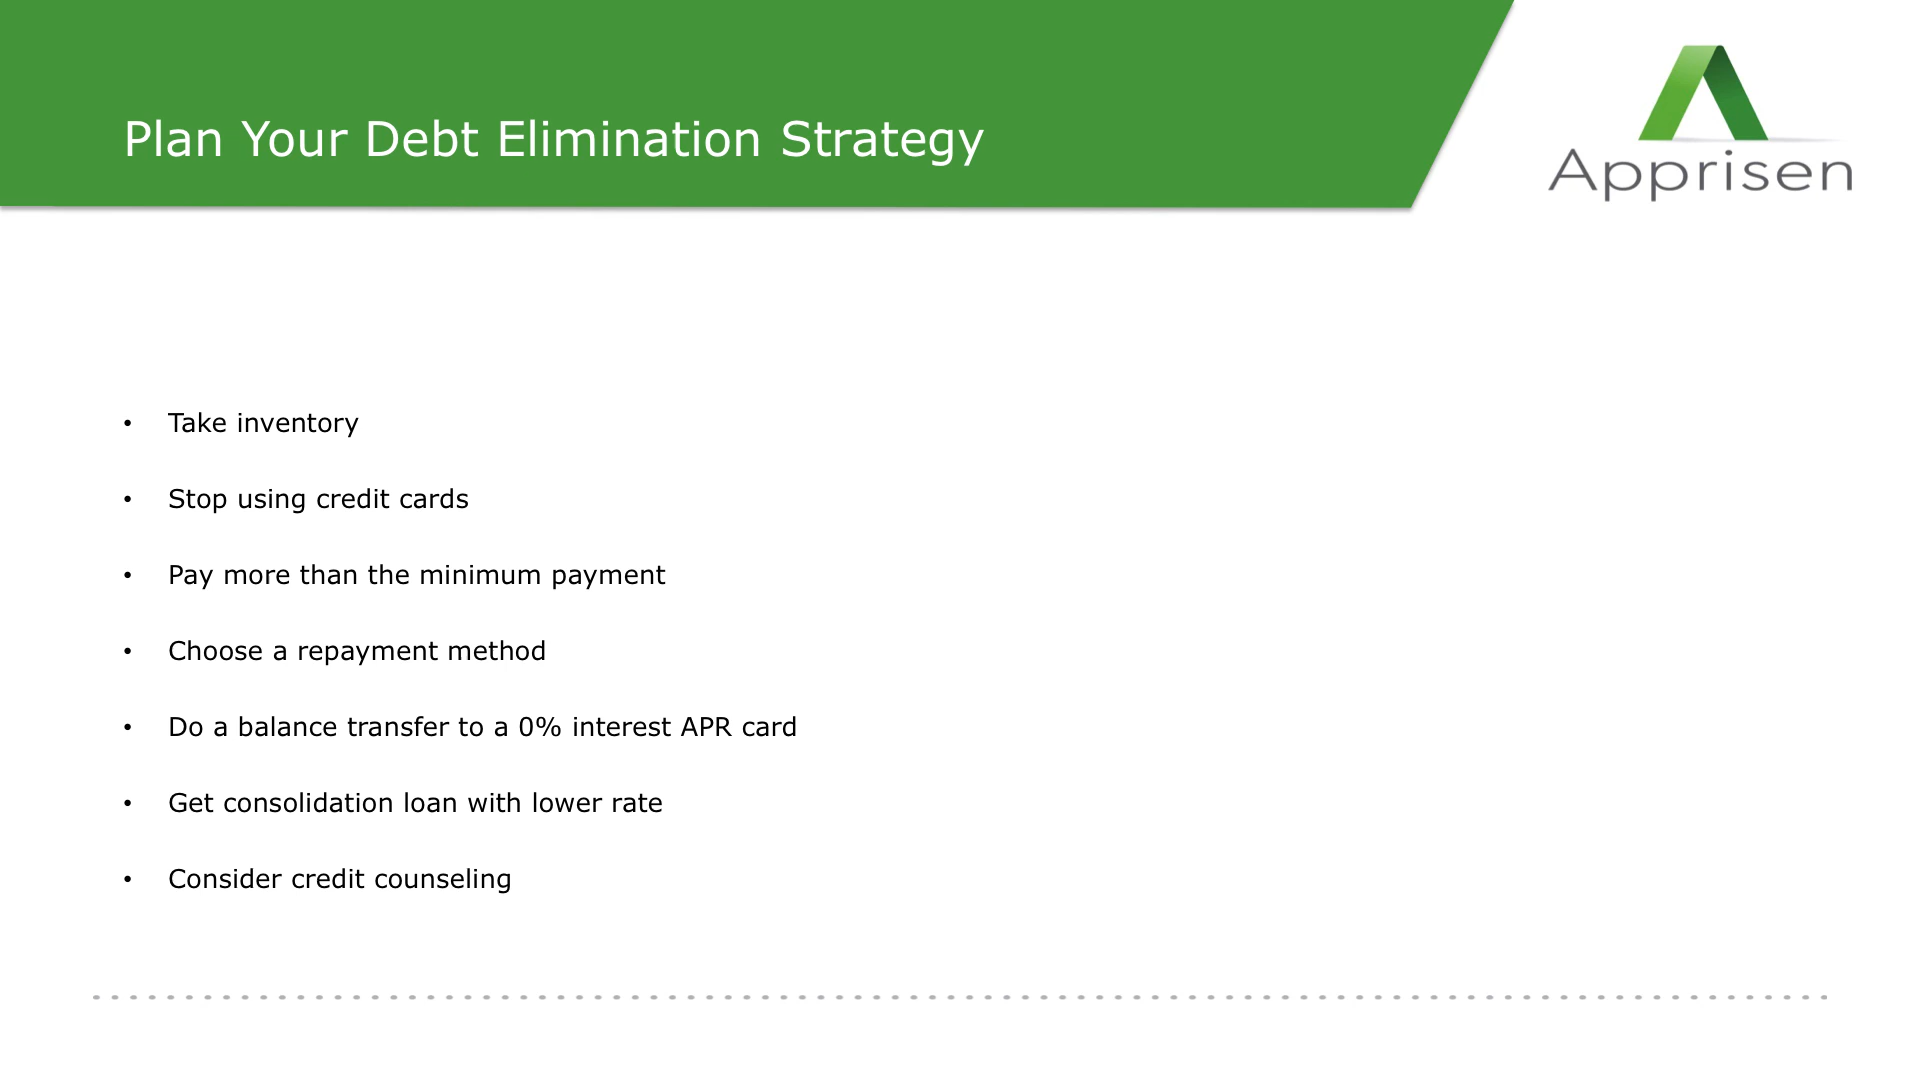 Plan Your Debt Elimination Strategy
Apprisen
• Take inventory
• Stop using credit cards
• Pay more than the minimum payment
• Choose a repayment method
• Do a balance transfer to a 0% interest APR card
• Get consolidation loan with lower rate
• Consider credit counseling